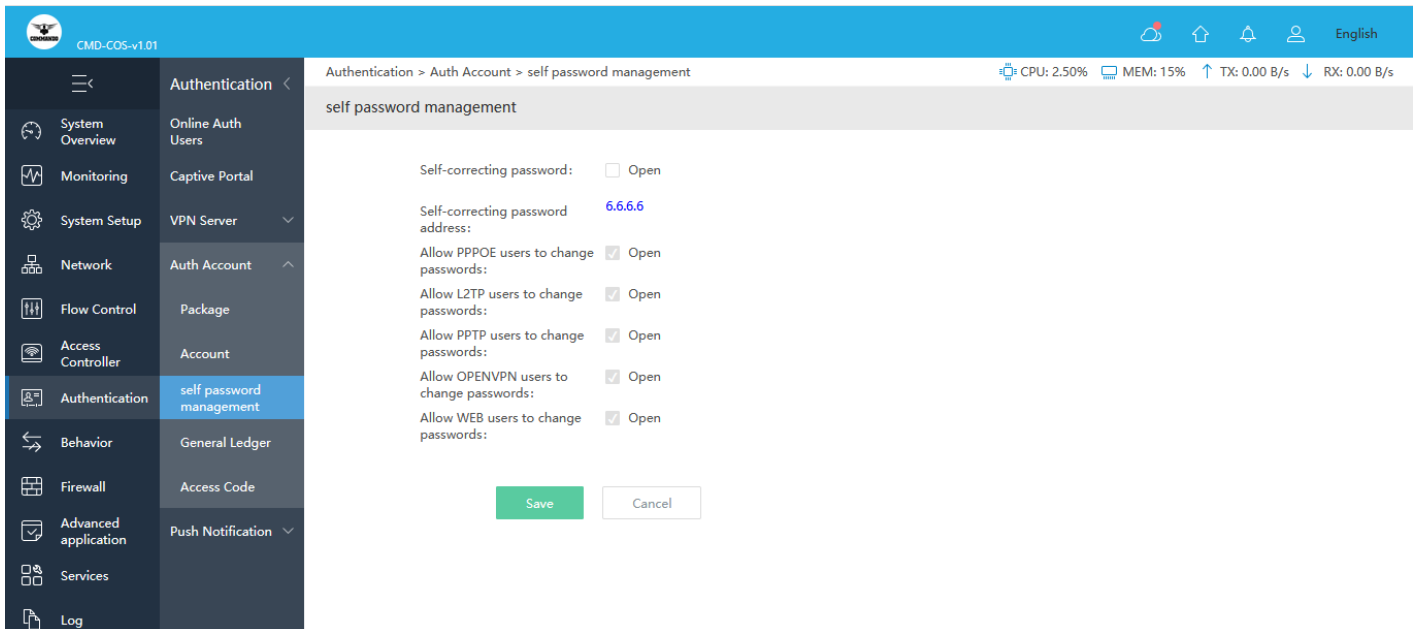 COMMANDO
CMD-COS-v1.01
English
Authentication
Authentication > Auth Account > self password management
CPU: 2.50%
MEM: 15%
TX: 0.00 B/s
RX: 0.00 B/s
self password management
System
Overview
Monitoring
System Setup
Network
Flow Control
Access
Controller
Authentication
Behavior
Firewall
Advanced
application
Services
Log
Online Auth
Users
Captive Portal
VPN Server
Auth Account
Package
Account
self password
management
General Ledger
Access Code
Push Notification
Self-correcting password:
Open
Self-correcting password
address:
6.6.6.6
Allow PPPOE users to change
passwords:
Open
Allow L2TP users to change
passwords:
Open
Allow PPTP users to change
passwords:
Open
Allow OPENVPN users to
change passwords:
Open
Allow WEB users to change
passwords:
Open
Save
Cancel